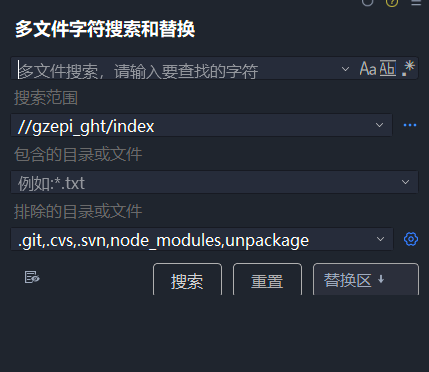 多文件字符搜索和替换
多文件搜索，请输入要查找的字符 Aa Ab .*
搜索范围
//gzepi_ght/index
包含的目录或文件
例如:*.txt
排除的目录或文件
.git,.cvs,.svn,node_modules,unpackage
搜索 重置 替换区